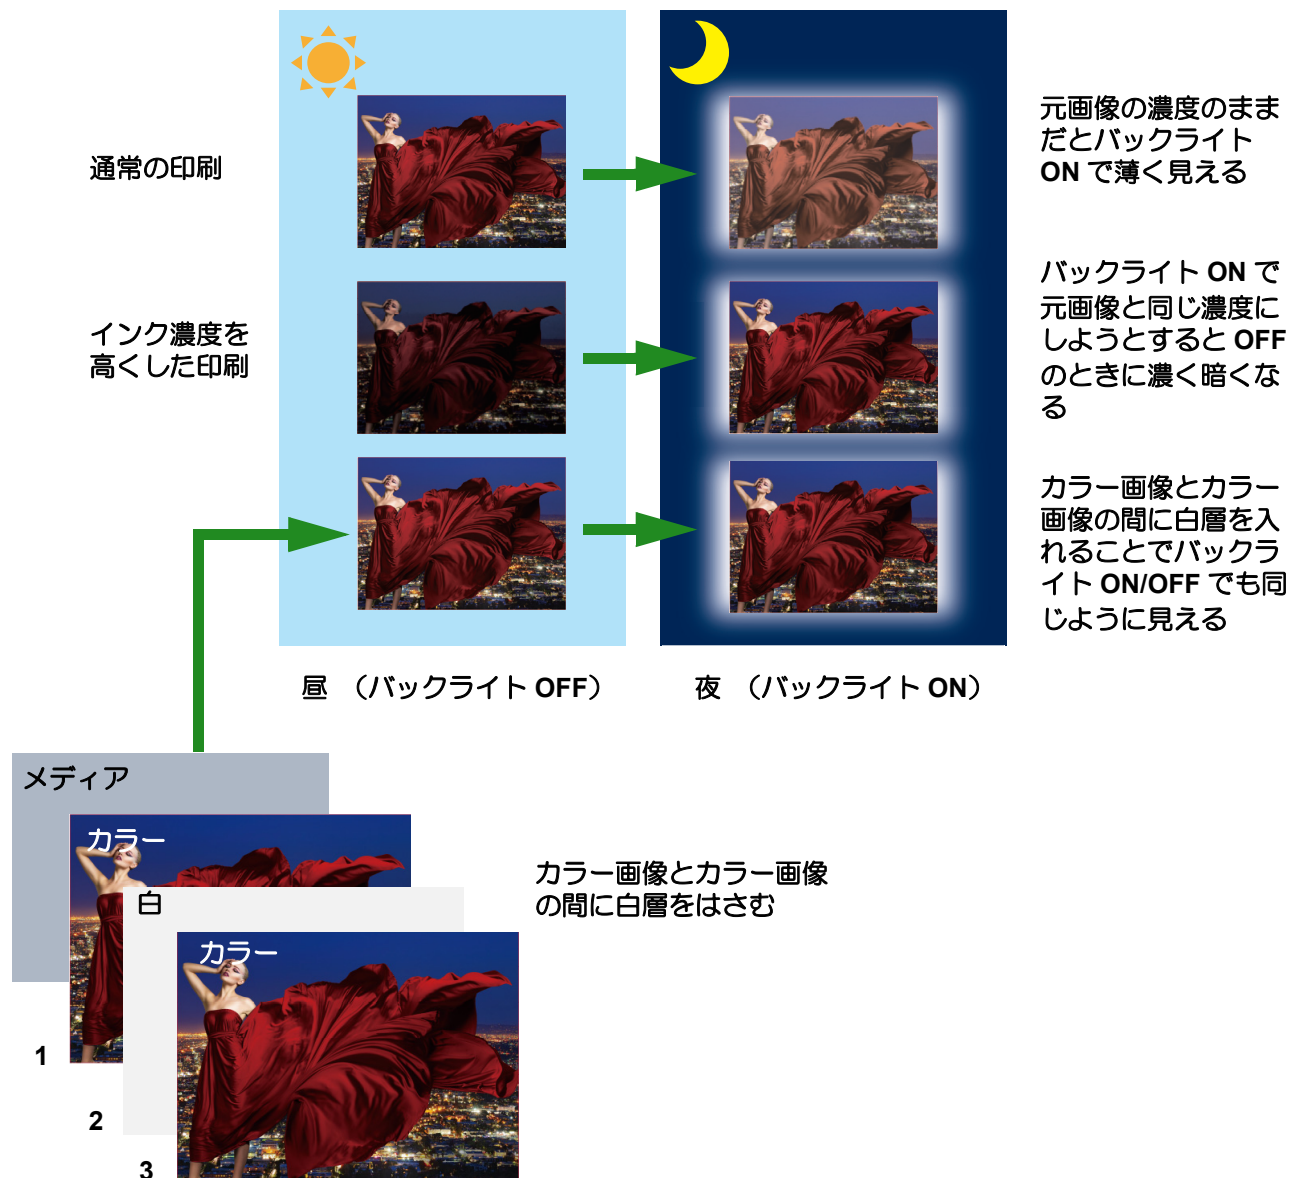 通常の印刷
元画像の濃度のまま
だとバックライト
ON で薄く見える
インク濃度を
高くした印刷
バックライト ON で
元画像と同じ濃度に
しようとすると OFF
のときに濃く暗くな
る
カラー画像とカラー
画像の間に白層を入
れることでバックラ
イト ON/OFF でも同
じように見える
昼 （バックライト OFF）
夜 （バックライト ON）
メディア
カラー
白
カラー
カラー画像とカラー画像
の間に白層をはさむ
1
2
3